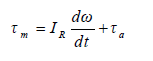 τ_m = I_R dω/dt + τ_a